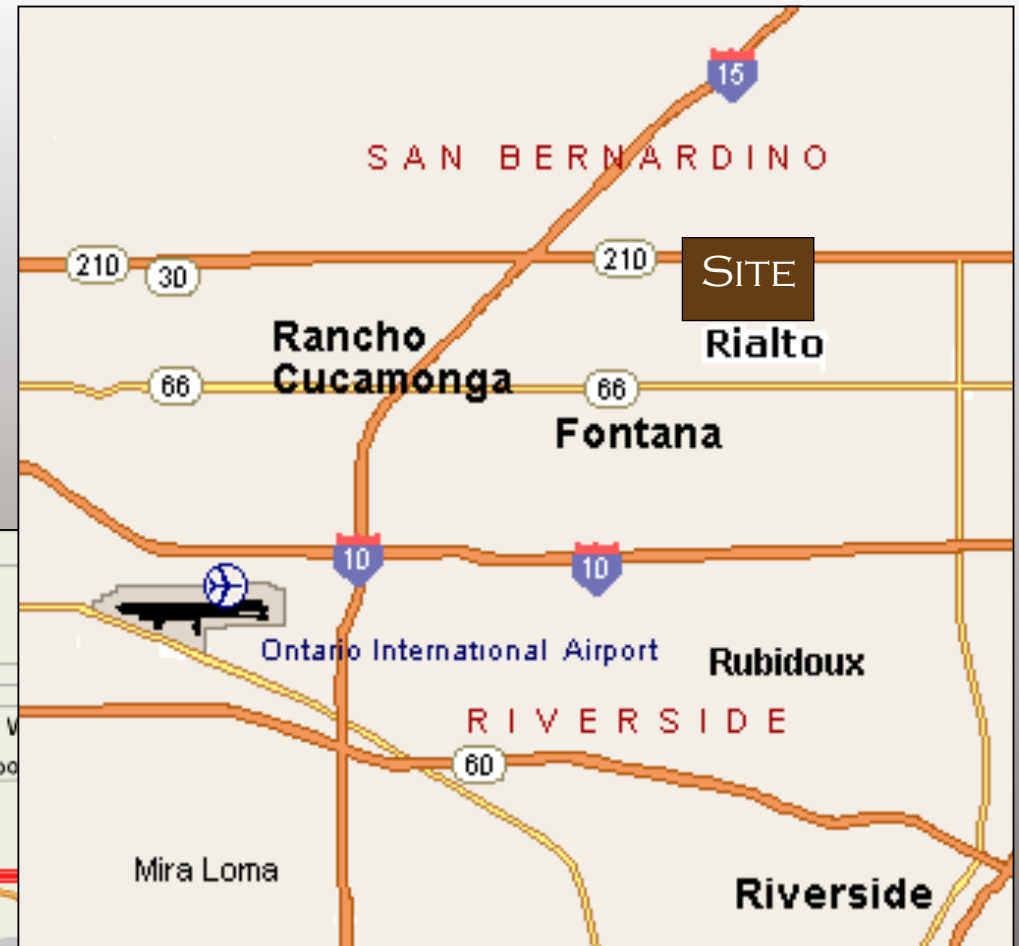 15
SAN BERNARDINO
210
30
210
SITE
Rancho
Cucamonga
Rialto
66
66
Fontana
10
10
Ontario International Airport
Rubidoux
RIVERSIDE
60
Mira Loma
Riverside